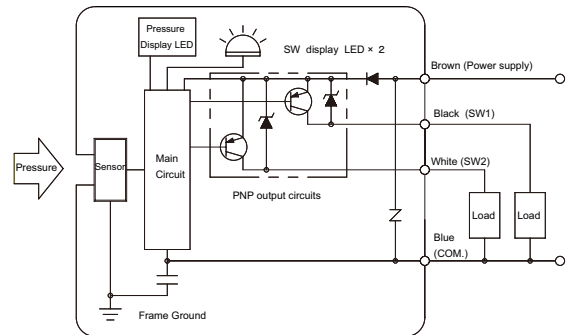 Pressure
Display LED
SW display LED × 2
Brown (Power supply)
Black (SW1)
Pressure
Sensor
Main
Circuit
White (SW2)
PNP output circuits
Load
Load
Blue
(COM.)
Frame Ground